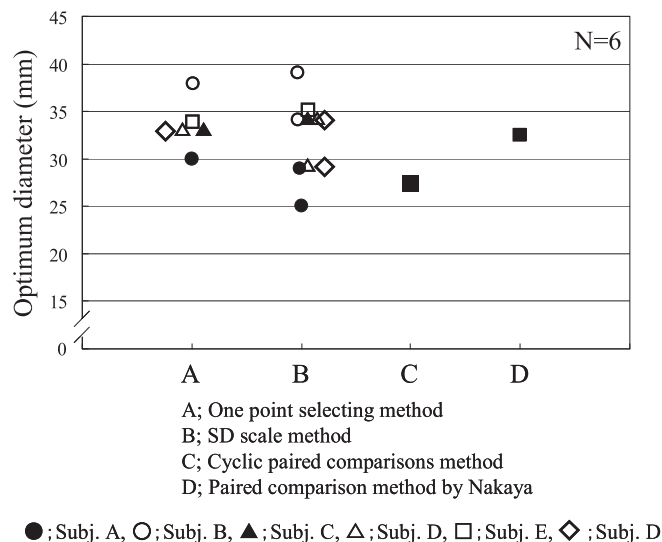 45
N=6
40
35
30
25
20
15
0
Optimum diameter (mm)
A B C D
A; One point selecting method
B; SD scale method
C; Cyclic paired comparisons method
D; Paired comparison method by Nakaya
●;Subj. A, ○;Subj. B, ▲;Subj. C, △;Subj. D, □;Subj. E, ◇;Subj. D